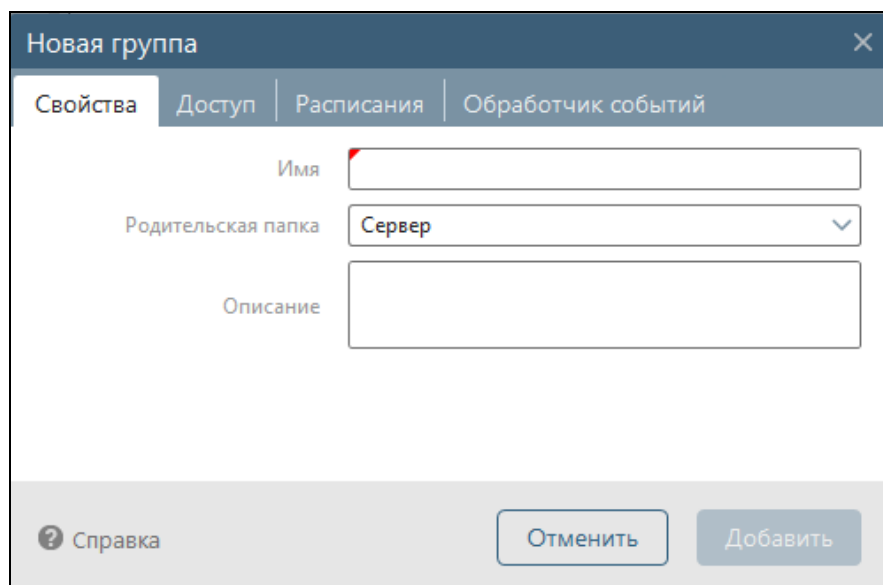 Новая группа
Свойства Доступ Расписания Обработчик событий
Имя
Родительская папка Сервер
Описание
Справка Отменить Добавить